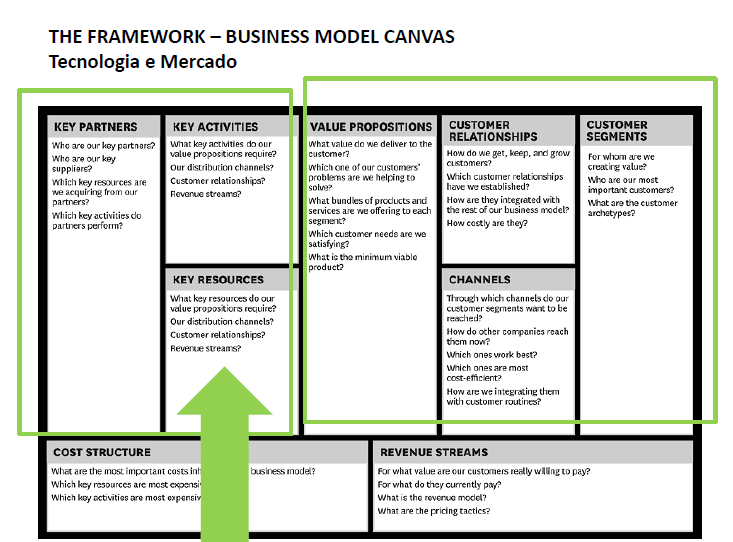 THE FRAMEWORK – BUSINESS MODEL CANVAS
Tecnologia e Mercado
KEY PARTNERS
Who are our key partners?
Who are our key
suppliers?
Which key resources are
we acquiring from our
partners?
Which key activities do
partners perform?
KEY ACTIVITIES
What key activities do our
value propositions require?
Our distribution channels?
Customer relationships?
Revenue streams?
KEY RESOURCES
What key resources do our
value propositions require?
Our distribution channels?
Customer relationships?
Revenue streams?
VALUE PROPOSITIONS
What value do we deliver to the
customer?
Which one of our customers'
problems are we helping to
solve?
What bundles of products and
services are we offering to each
segment?
Which customer needs are we
satisfying?
What is the minimum viable
product?
CUSTOMER
RELATIONSHIPS
How do we get, keep, and grow
customers?
Which customer relationships
have we established?
How are they integrated with
the rest of our business model?
How costly are they?
CHANNELS
Through which channels do our
customer segments want to be
reached?
How do other companies reach
them now?
Which ones work best?
Which ones are most
cost-efficient?
How are we integrating them
with customer routines?
CUSTOMER
SEGMENTS
For whom are we
creating value?
Who are our most
important customers?
What are the customer
archetypes?
COST STRUCTURE
What are the most important costs business model?
Which key resources are most
Which key activities are most
REVENUE STREAMS
For what value are our customers really willing to pay?
For what do they currently pay?
What is the revenue model?
What are the pricing tactics?